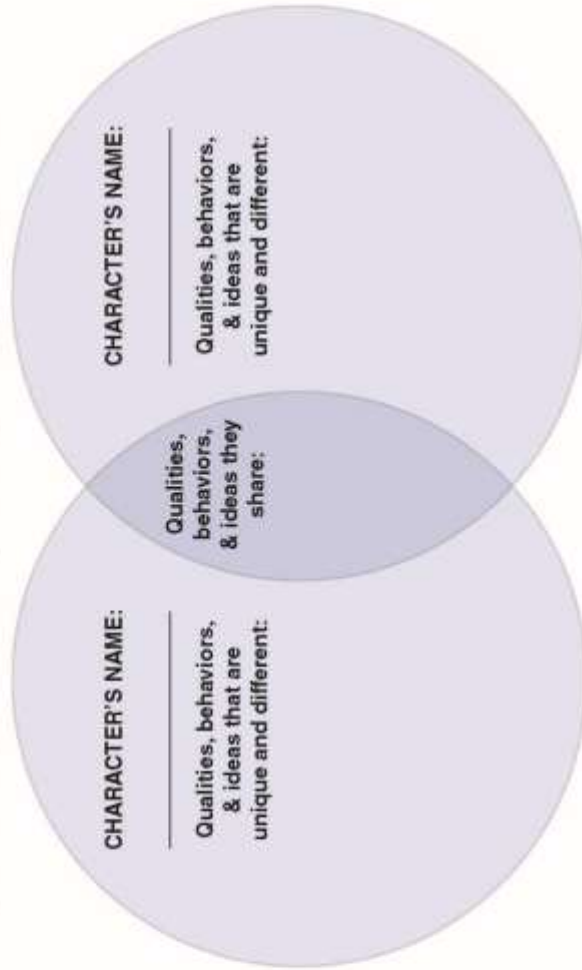 CHARACTER'S NAME:
Qualities, behaviors,
& ideas that are
unique and different:
Qualities,
behaviors,
& ideas they
share:
CHARACTER'S NAME:
Qualities, behaviors,
& ideas that are
unique and different: